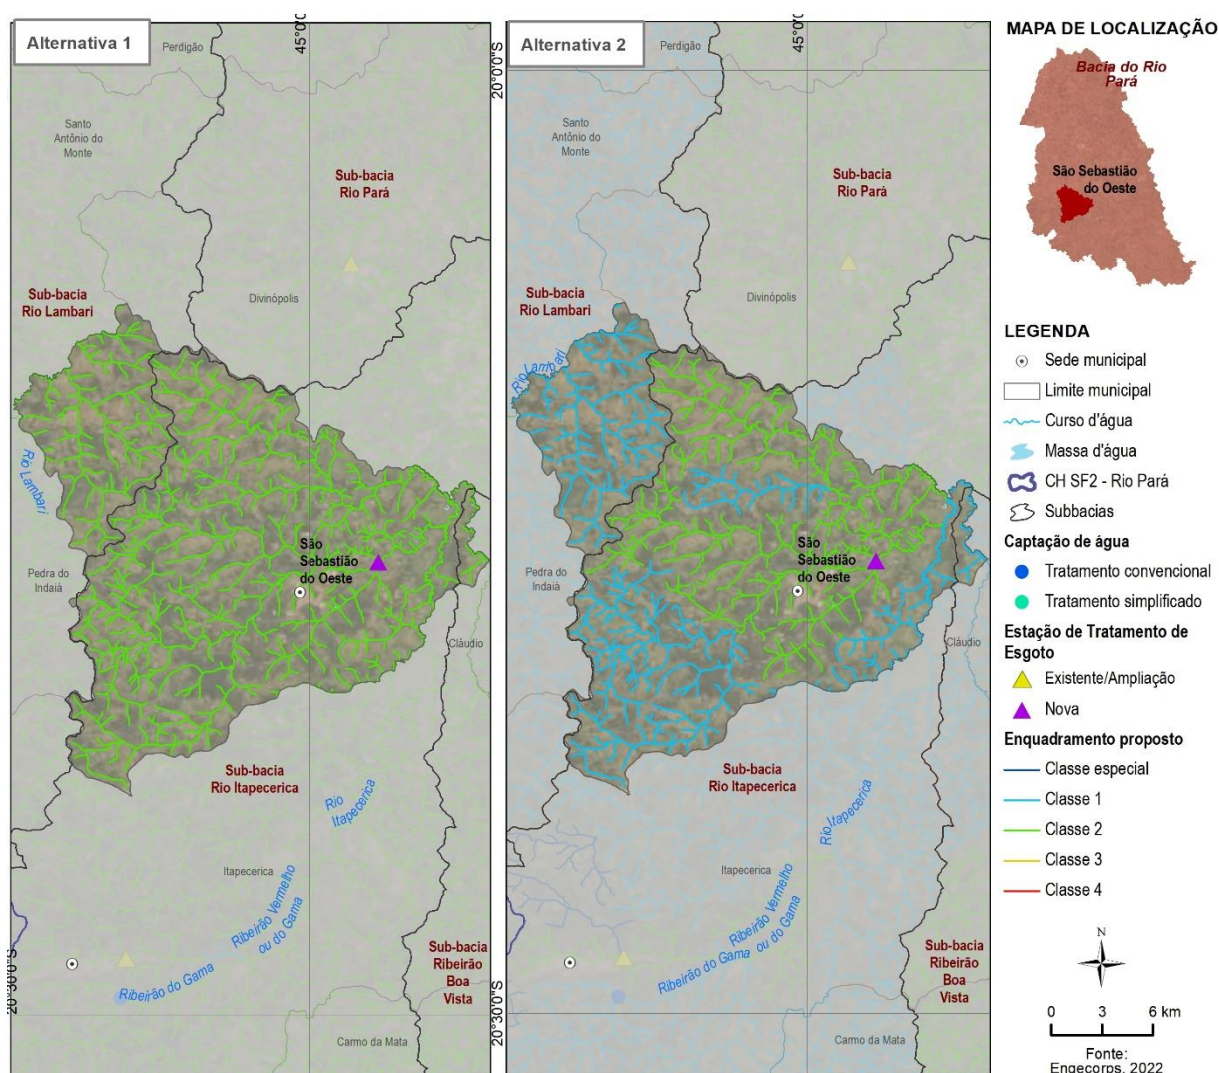 Alternativa 1
45°0'0
Perdigão
Santo
Antônio do
Monte
Sub-bacia
Rio Pará
Sub-bacia
Rio Lambari
Divinópolis
Rio Lambari
São
Sebastião
do Oeste
Pedra do
Indaiá
Cláudio
Sub-bacia
Rio Itapecerica
Rio
Itapecerica
Itapecerica
Ribeirão Vermelho
ou do Gama
Ribeirão do Gama
Sub-bacia
Ribeirão
Boa
Vista
20°30'0"S
Carmo da Mata
Alternativa 2
45°0'0
20°0'0"S
Perdigão
Santo
Antônio do
Monte
Sub-bacia
Rio Pará
Sub-bacia
Rio Lambari
Divinópolis
Rio Lambari
São
Sebastião
do Oeste
Pedra do
Indaiá
Cláudio
Sub-bacia
Rio Itapecerica
Rio Itapecerica
Itapecerica
Ribeirão Vermelho
ou do Gama
Ribeirão do Gama
Sub-bacia
Ribeirão
Boa
Vista
20°30'0"S
Carmo da Mata
MAPA DE LOCALIZAÇÃO
Bacia do Rio
Pará
São Sebastião
do Oeste
LEGENDA
Sede municipal
Limite municipal
Curso d'água
Massa d'água
CH SF2 - Rio Pará
Subbacias
Captação de água
Tratamento convencional
Tratamento simplificado
Estação de Tratamento de
Esgoto
Existente/Ampliação
Nova
Enquadramento proposto
Classe especial
Classe 1
Classe 2
Classe 3
Classe 4
N
0 3 6 km
Fonte:
Engecorps, 2022